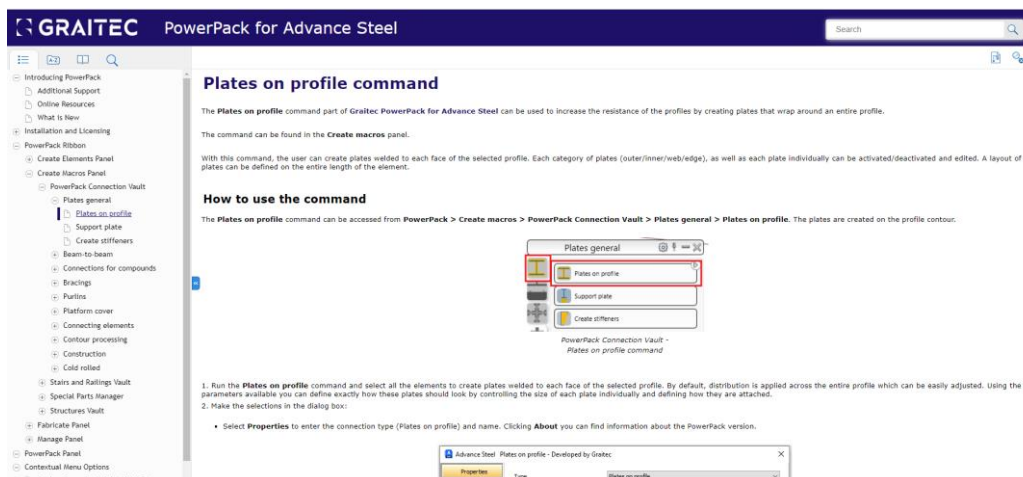 GRAITEC PowerPack for Advance Steel
Search
Introducing PowerPack
Additional Support
Online Resources
What is New
Installation and Licensing
PowerPack Ribbon
Create Elements Panel
Create Macros Panel
PowerPack Connection Vault
Plates general
Plates on profile
Support plate
Create stiffeners
Beam-to-beam
Connections for compounds
Bracings
Purlins
Platform cover
Connecting elements
Contour processing
Construction
Cold rolled
Stairs and Railings Vault
Special Parts Manager
Structures Vault
Fabricate Panel
Manage Panel
PowerPack Panel
Contextual Menu Options
Plates on profile command
The Plates on profile command part of Graitec PowerPack for Advance Steel can be used to increase the resistance of the profiles by creating plates that wrap around an entire profile.
The command can be found in the Create macros panel.
With this command, the user can create plates welded to each face of the selected profile. Each category of plates (outer/inner/web/edge), as well as each plate individually can be activated/deactivated and edited. A layout of
plates can be defined on the entire length of the element.
How to use the command
The Plates on profile command can be accessed from PowerPack > Create macros > PowerPack Connection Vault > Plates general > Plates on profile. The plates are created on the profile contour.
Plates general
Plates on profile
Support plate
Create stiffeners
PowerPack Connection Vault -
Plates on profile command
1. Run the Plates on profile command and select all the elements to create plates welded to each face of the selected profile. By default, distribution is applied across the entire profile which can be easily adjusted. Using the
parameters available you can define exactly how these plates should look by controlling the size of each plate individually and defining how they are attached.
2. Make the selections in the dialog box:
• Select Properties to enter the connection type (Plates on profile) and name. Clicking About you can find information about the PowerPack version.
Advance Steel Plates on profile - Developed by Graitec
Properties
Type
Plates on profile